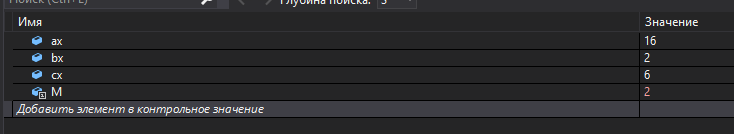 Поиск (Ctrl+E) Глубина поиска: 3
Имя Значение
ax 16
bx 2
cx 6
M 2
Добавить элемент в контрольное значение